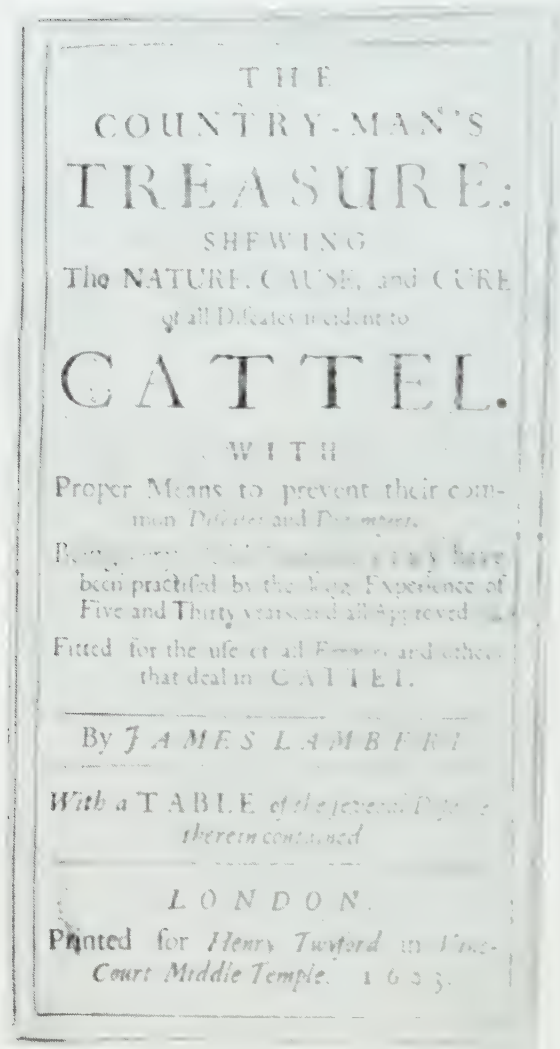 THE
COUNTRY-MAN'S
TREASURE:
SHEWING
The NATURE, CAUSE, and CURE
of all Diſeaſes incident to
CATTEL.
WITH
Proper Means to prevent their com-
mon Diſeaſes and
have
been practiſed by the long Experience of
Five and Thirty years, and all Approved
Fitted for the uſe of all and others
that deal in CATTEL.
By JAMES LAMBERT
With a TABLE of the ſeveral
therein contained
LONDON.
Printed for Henry Twyford in Vine-
Court Middle Temple.